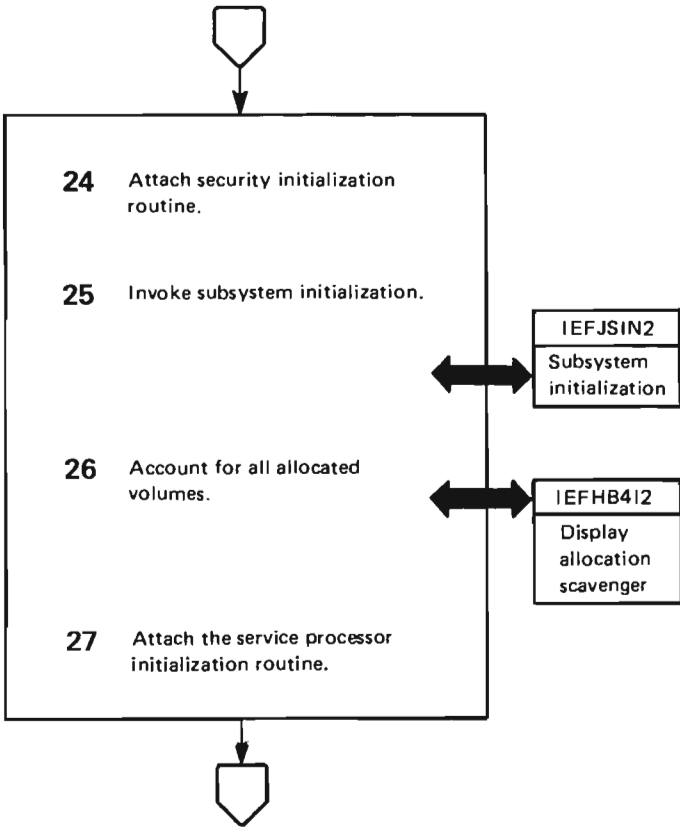 24 Attach security initialization
routine.
25 Invoke subsystem initialization.
IEFJSIN2
Subsystem
initialization
26 Account for all allocated
volumes.
IEFHB4I2
Display
allocation
scavenger
27 Attach the service processor
initialization routine.